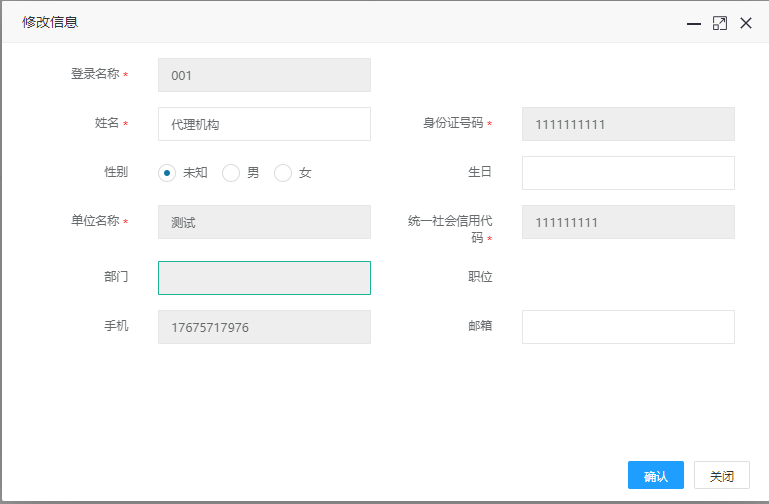 修改信息
登录名称 * 001
姓名 * 代理机构 身份证号码 * 1111111111
性别 未知 男 女 生日
单位名称 * 测试 统一社会信用代
码 * 111111111
部门 职位
手机 17675717976 邮箱
确认 关闭